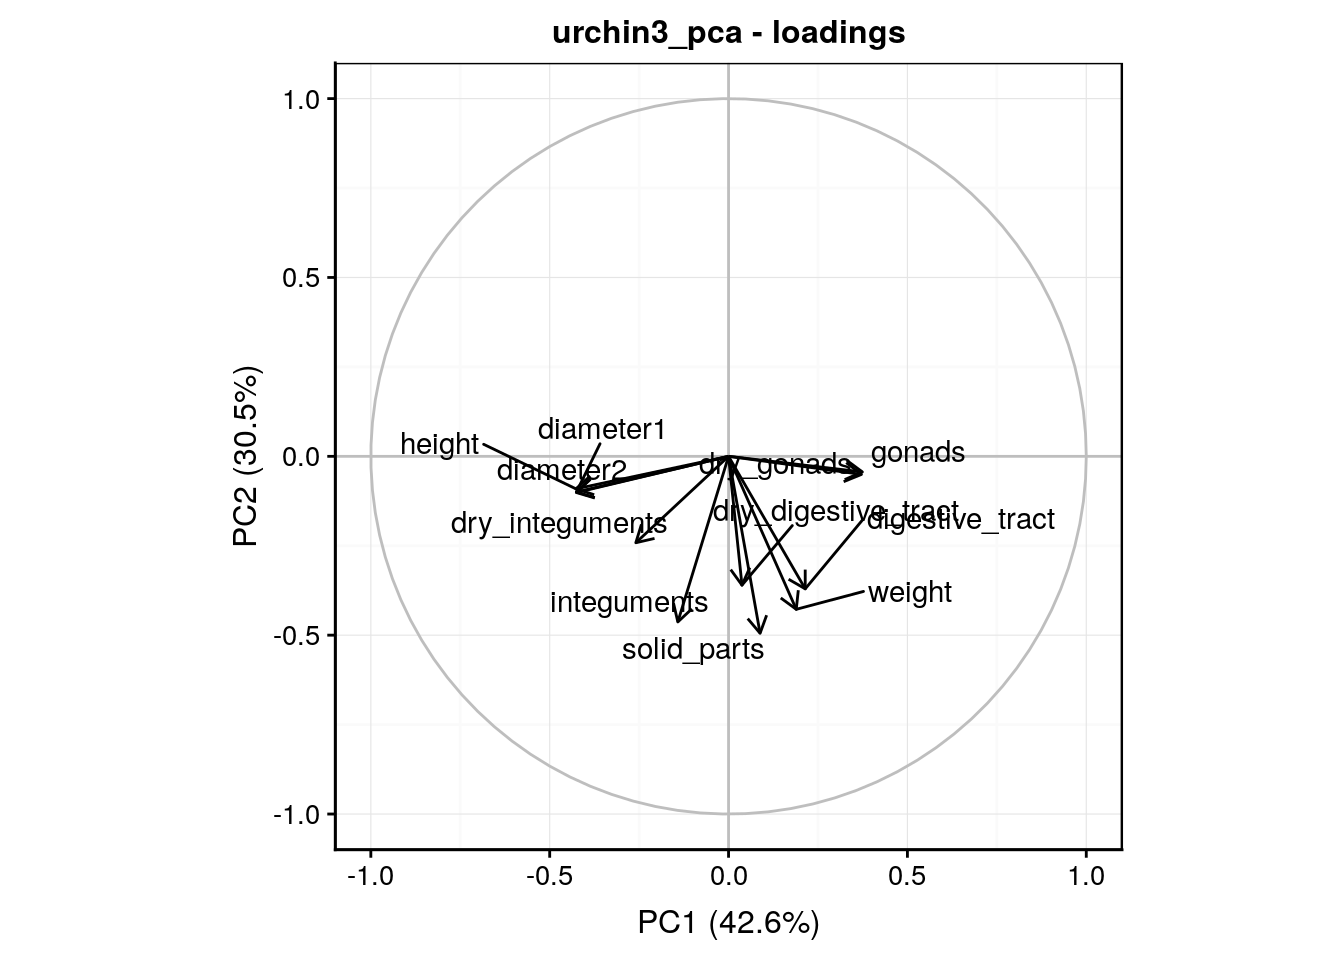 urchin3_pca - loadings
1.0
0.5
0.0
-0.5
-1.0
PC2 (30.5%)
diameter1
height
gonads
dry_gonads
diameter2
dry_digestive_tract
digestive_tract
dry_integuments
weight
integuments
solid_parts
-1.0
-0.5
0.0
0.5
1.0
PC1 (42.6%)